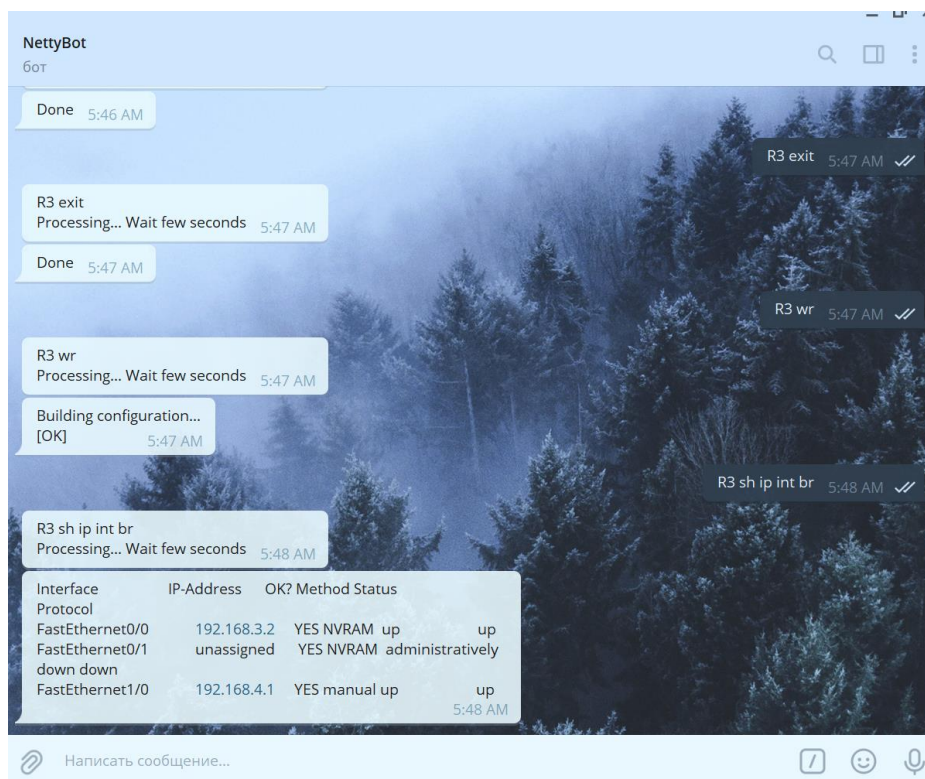 NettyBot
бот
Done 5:46 AM
R3 exit 5:47 AM
R3 exit
Processing... Wait few seconds 5:47 AM
Done 5:47 AM
R3 wr 5:47 AM
R3 wr
Processing... Wait few seconds 5:47 AM
Building configuration...
[OK] 5:47 AM
R3 sh ip int br 5:48 AM
R3 sh ip int br
Processing... Wait few seconds 5:48 AM
Interface IP-Address OK? Method Status
Protocol
FastEthernet0/0 192.168.3.2 YES NVRAM up up
FastEthernet0/1 unassigned YES NVRAM administratively
down down
FastEthernet1/0 192.168.4.1 YES manual up up
5:48 AM
Написать сообщение...